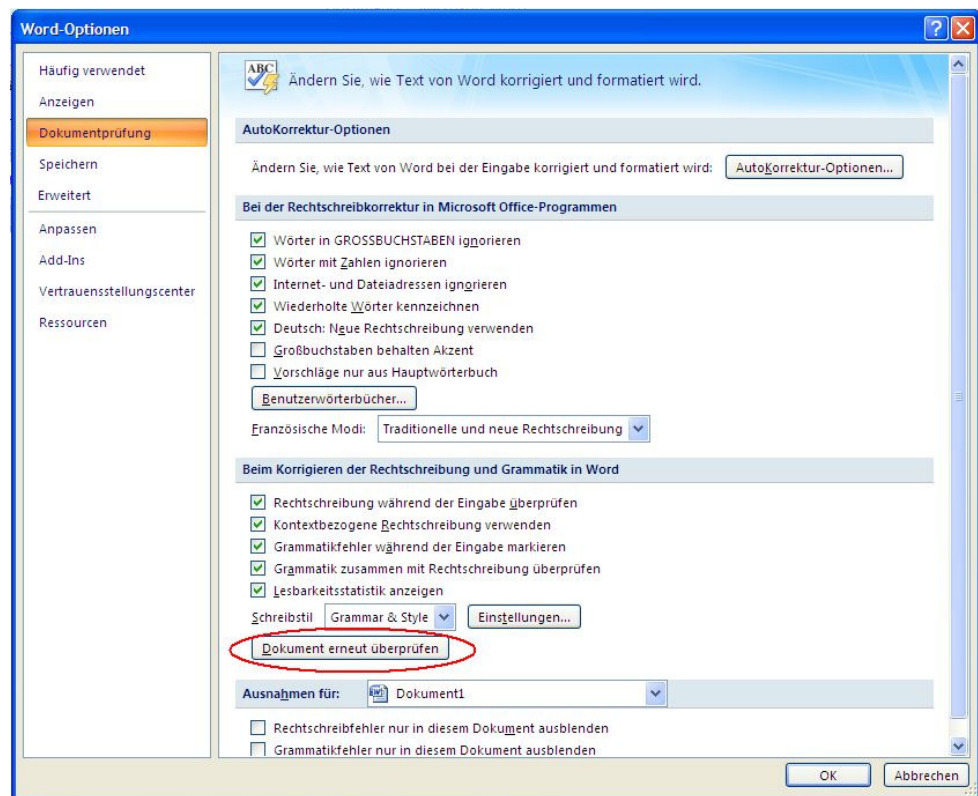 Word-Optionen
Häufig verwendet
Anzeigen
Dokumentprüfung
Speichern
Erweitert
Anpassen
Add-Ins
Vertrauensstellungscenter
Ressourcen
ABC
Ändern Sie, wie Text von Word korrigiert und formatiert wird.
AutoKorrektur-Optionen
Ändern Sie, wie Text von Word bei der Eingabe korrigiert und formatiert wird: AutoKorrektur-Optionen...
Bei der Rechtschreibkorrektur in Microsoft Office-Programmen
Wörter in GROSSBUCHSTABEN ignorieren
Wörter mit Zahlen ignorieren
Internet- und Dateiadressen ignorieren
Wiederholte Wörter kennzeichnen
Deutsch: Neue Rechtschreibung verwenden
Großbuchstaben behalten Akzent
Vorschläge nur aus Hauptwörterbuch
Benutzerwörterbücher...
Französische Modi: Traditionelle und neue Rechtschreibung
Beim Korrigieren der Rechtschreibung und Grammatik in Word
Rechtschreibung während der Eingabe überprüfen
Kontextbezogene Rechtschreibung verwenden
Grammatikfehler während der Eingabe markieren
Grammatik zusammen mit Rechtschreibung überprüfen
Lesbarkeitsstatistik anzeigen
Schreibstil Grammar & Style Einstellungen...
Dokument erneut überprüfen
Ausnahmen für: Dokument1
Rechtschreibfehler nur in diesem Dokument ausblenden
Grammatikfehler nur in diesem Dokument ausblenden
OK Abbrechen